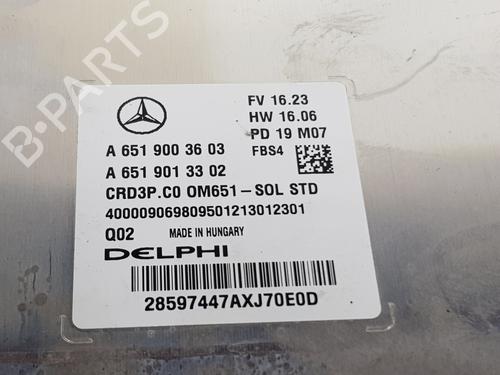 FV 16.23
HW 16.06
PD 19 M07
FBS4
A 651 900 36 03
A 651 901 33 02
CRD3P.C0 OM651-SOL STD
400009069809501213012301
Q02 MADE IN HUNGARY
DELPHI
28597447AXJ70E0D
B-PARTS